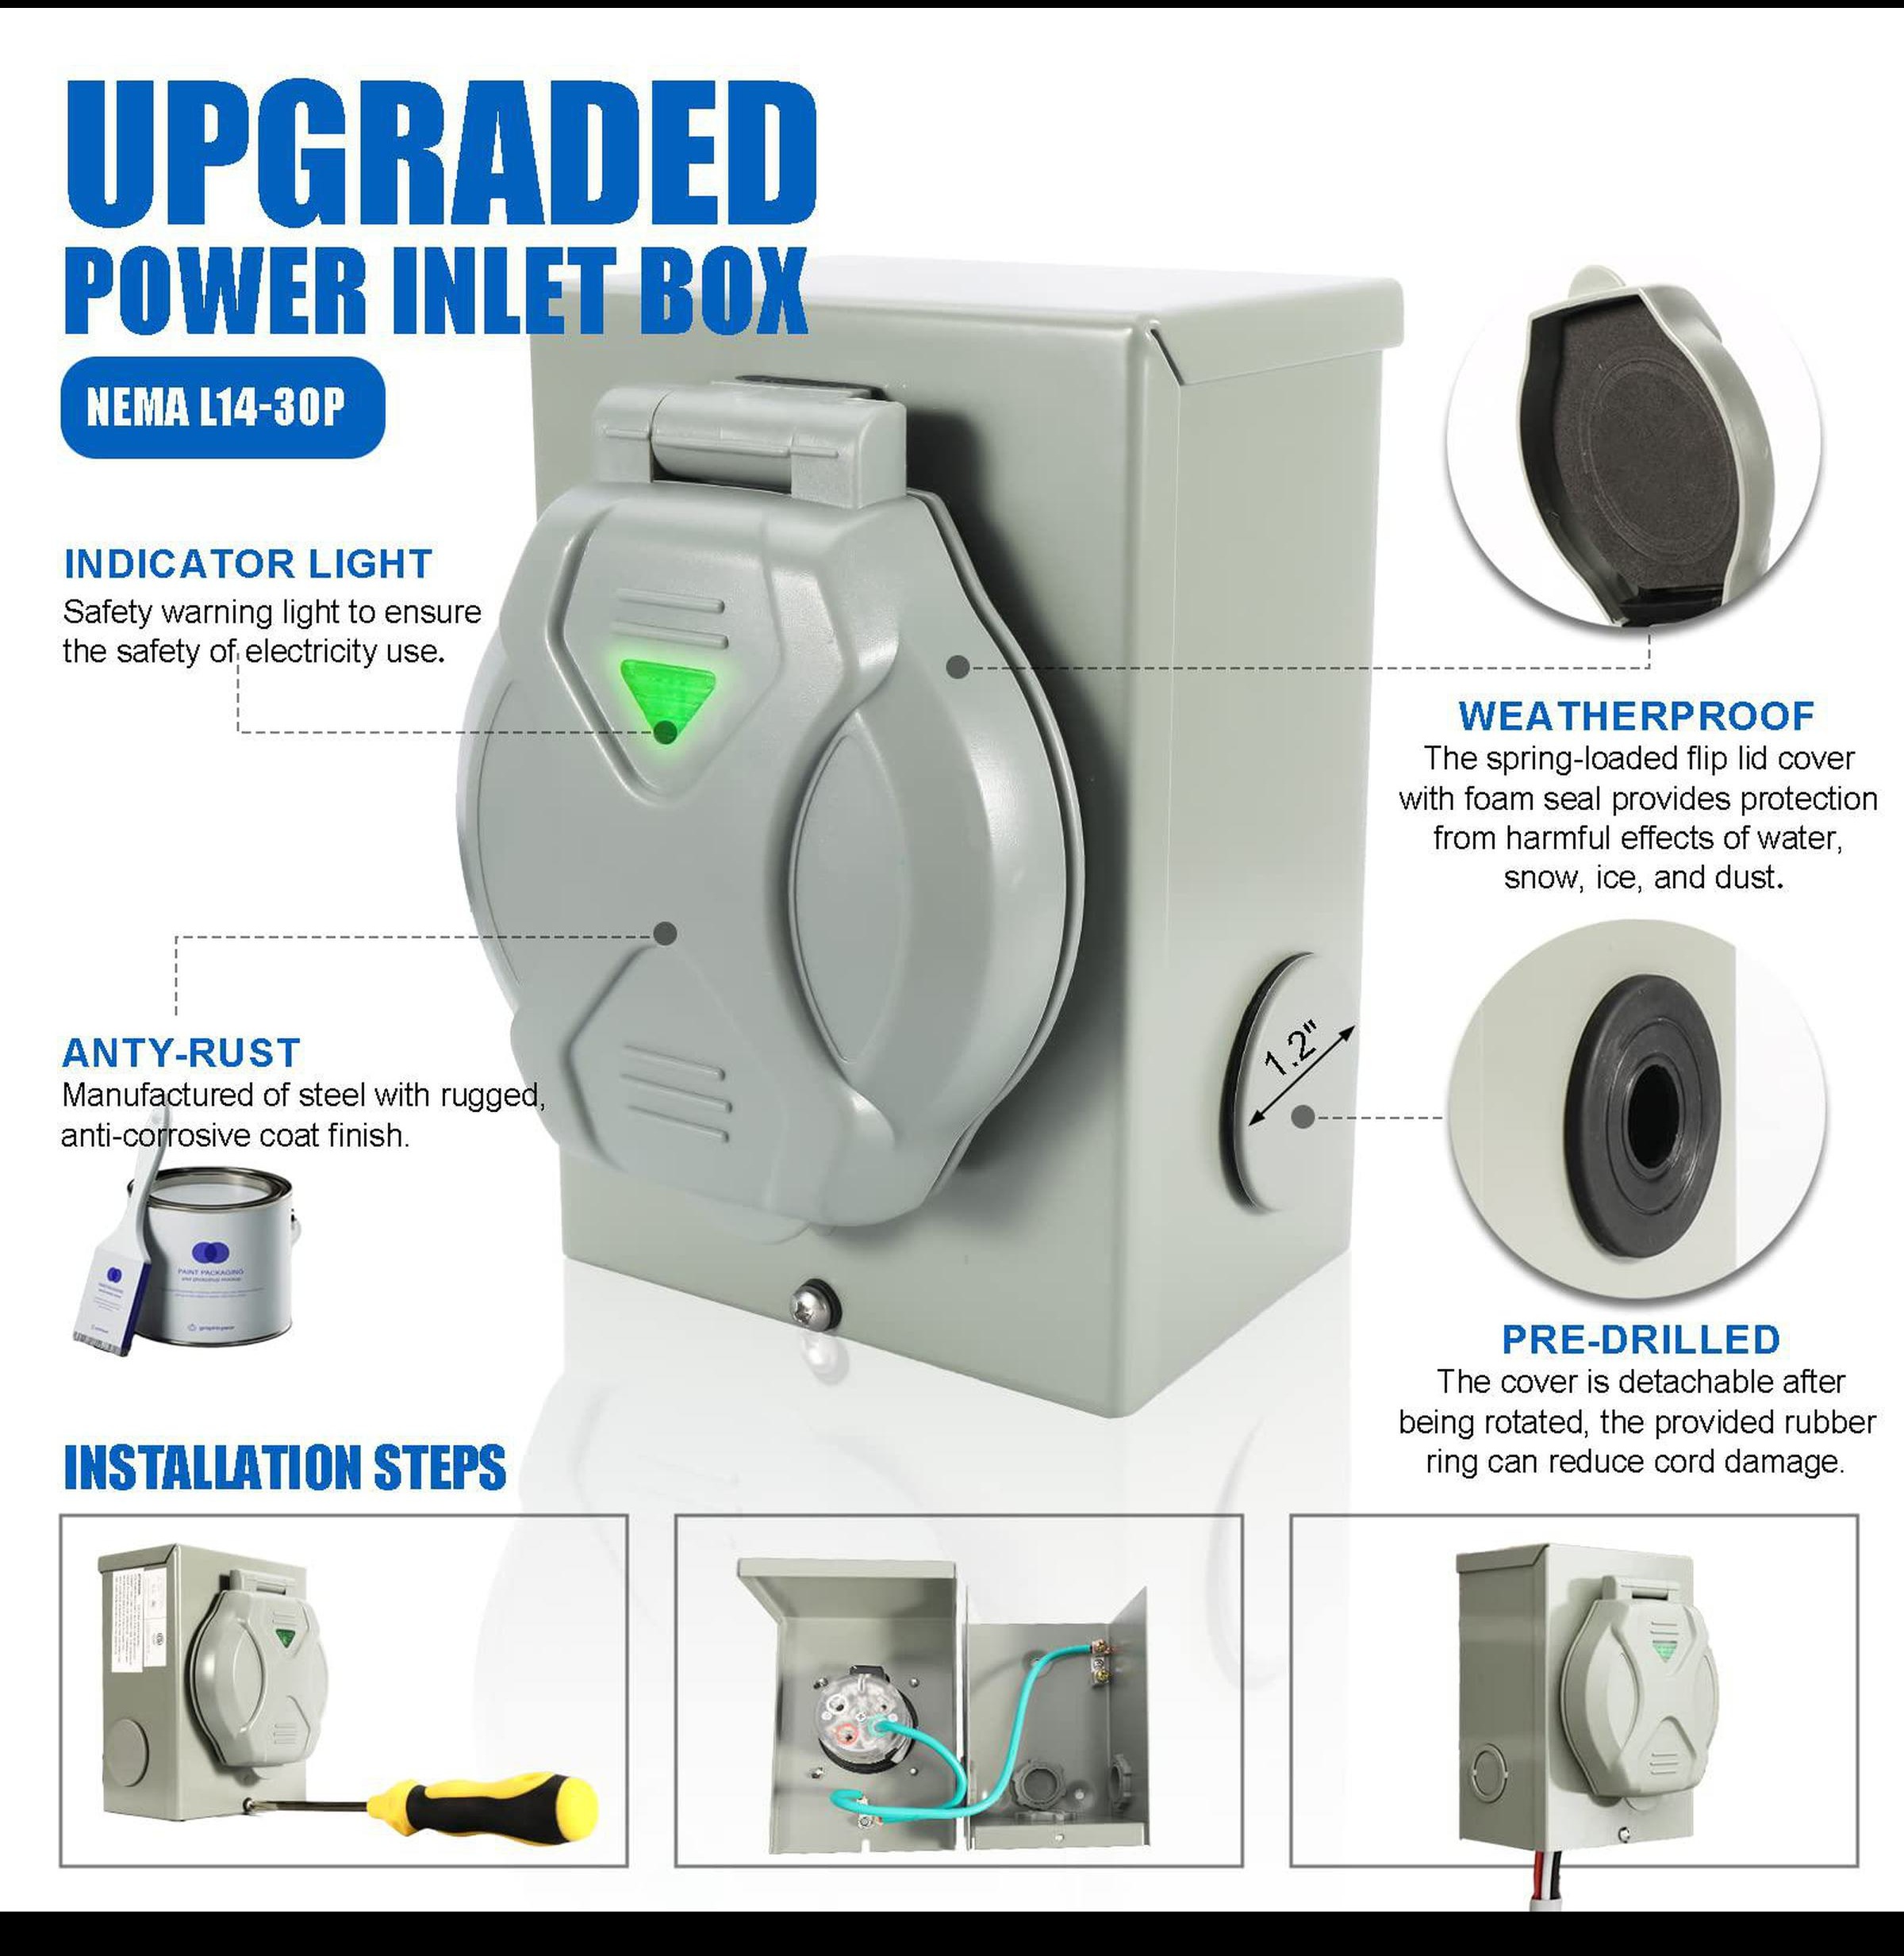 UPGRADED
POWER INLET BOX
NEMA L14-30P
INDICATOR LIGHT
Safety warning light to ensure
the safety of electricity use.
WEATHERPROOF
The spring-loaded flip lid cover
with foam seal provides protection
from harmful effects of water,
snow, ice, and dust.
1.2"
ANTY-RUST
Manufactured of steel with rugged,
anti-corrosive coat finish.
PAINT PACKAGING
PRE-DRILLED
The cover is detachable after
being rotated, the provided rubber
ring can reduce cord damage.
INSTALLATION STEPS